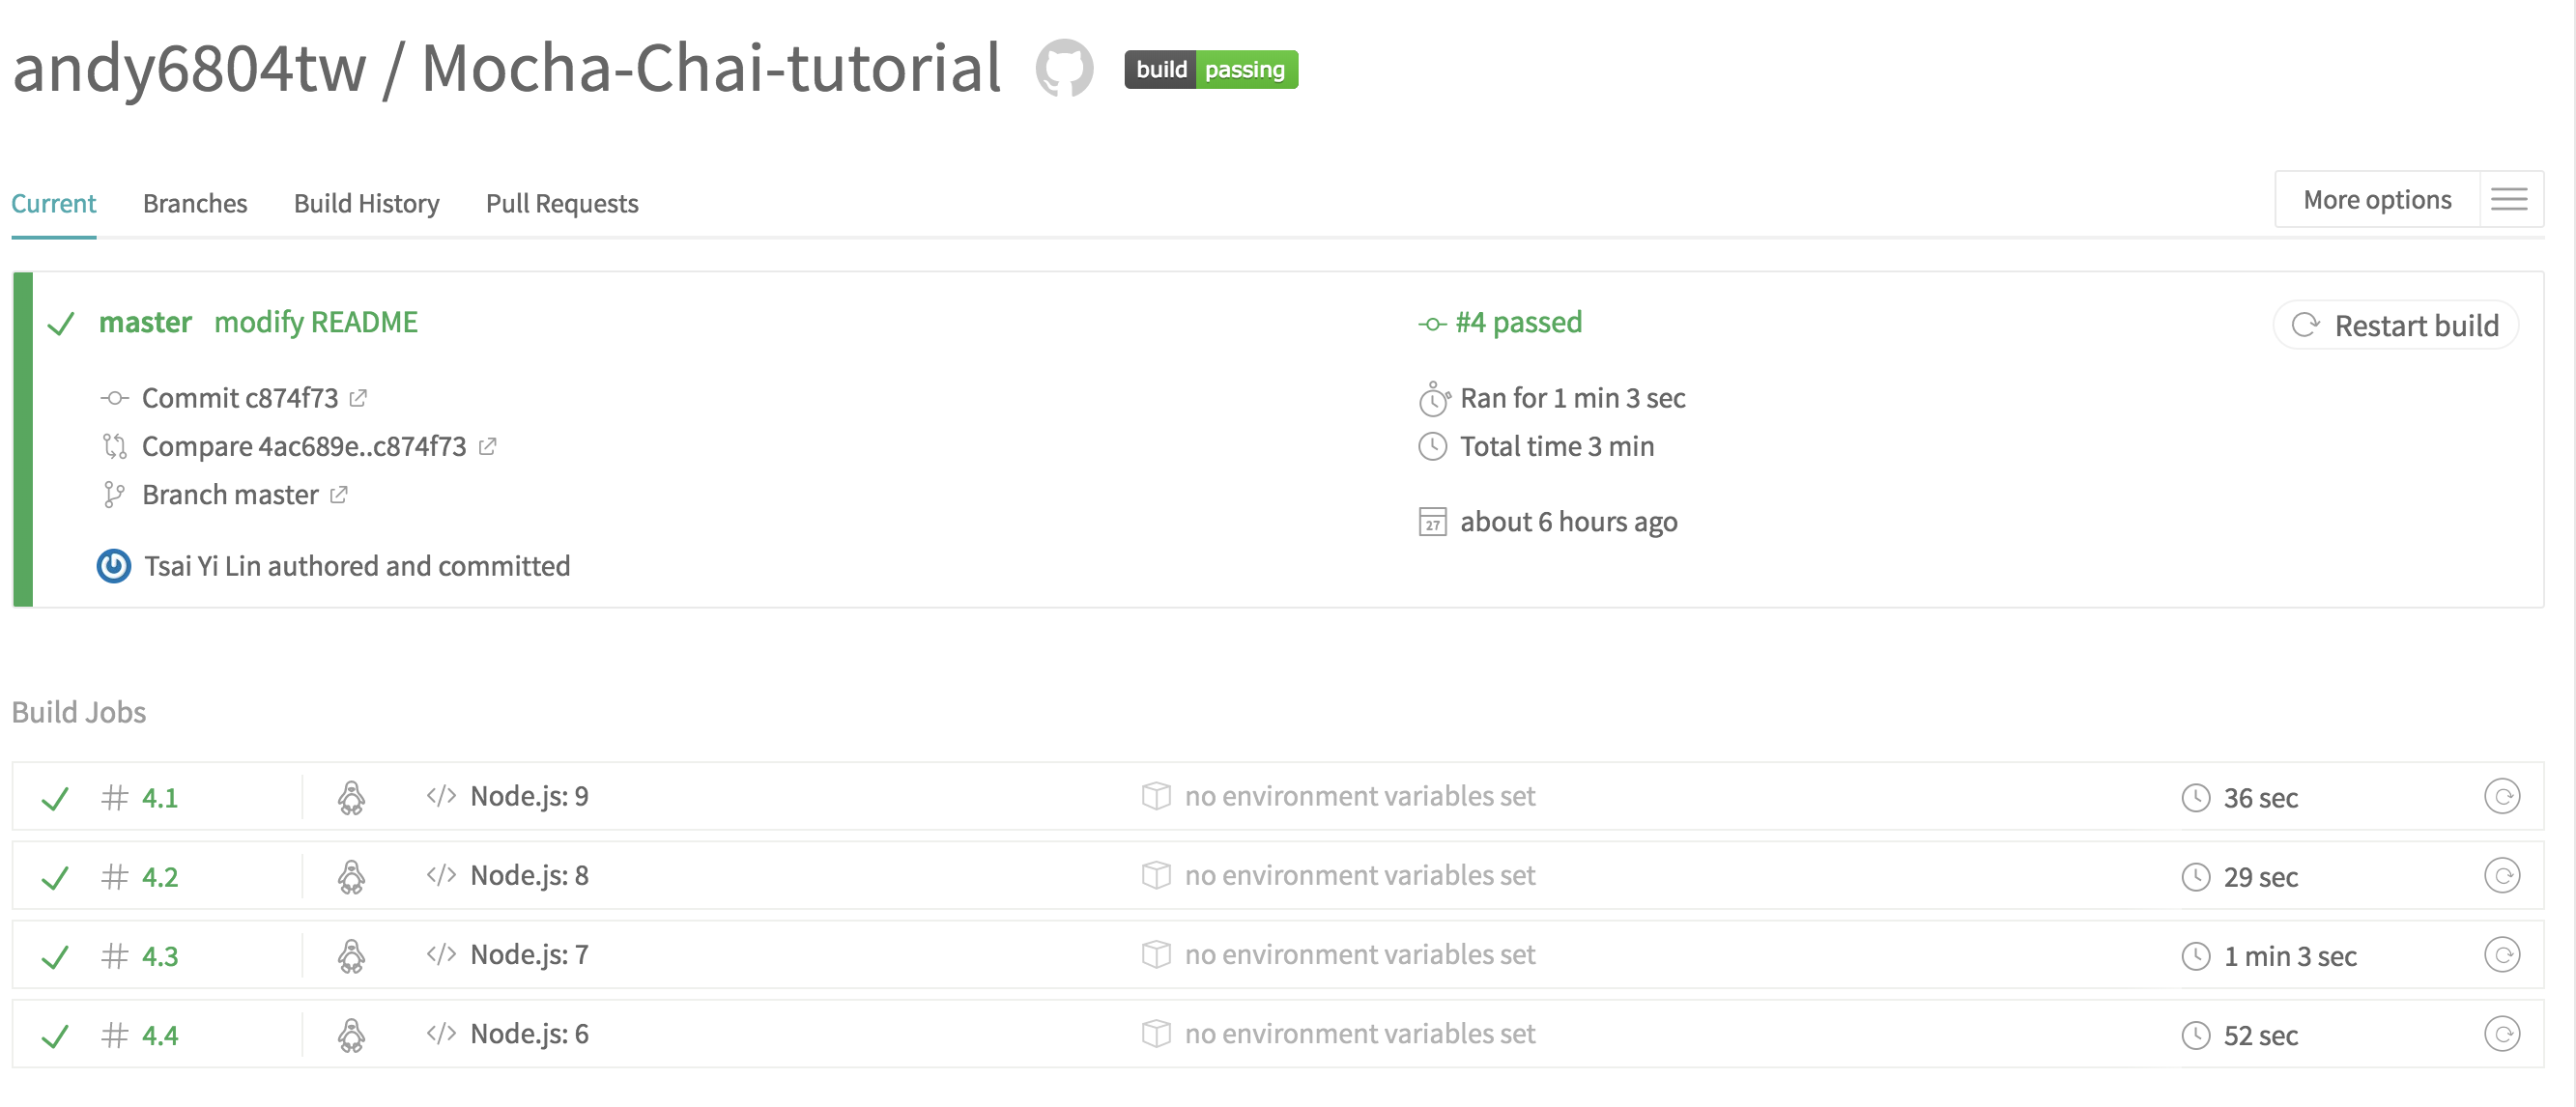 andy6804tw / Mocha-Chai-tutorial build passing
Current Branches Build History Pull Requests More options
master modify README #4 passed Restart build
Commit c874f73 Ran for 1 min 3 sec
Compare 4ac689e..c874f73 Total time 3 min
Branch master
27 about 6 hours ago
Tsai Yi Lin authored and committed
Build Jobs
# 4.1 </> Node.js: 9 no environment variables set 36 sec
# 4.2 </> Node.js: 8 no environment variables set 29 sec
# 4.3 </> Node.js: 7 no environment variables set 1 min 3 sec
# 4.4 </> Node.js: 6 no environment variables set 52 sec